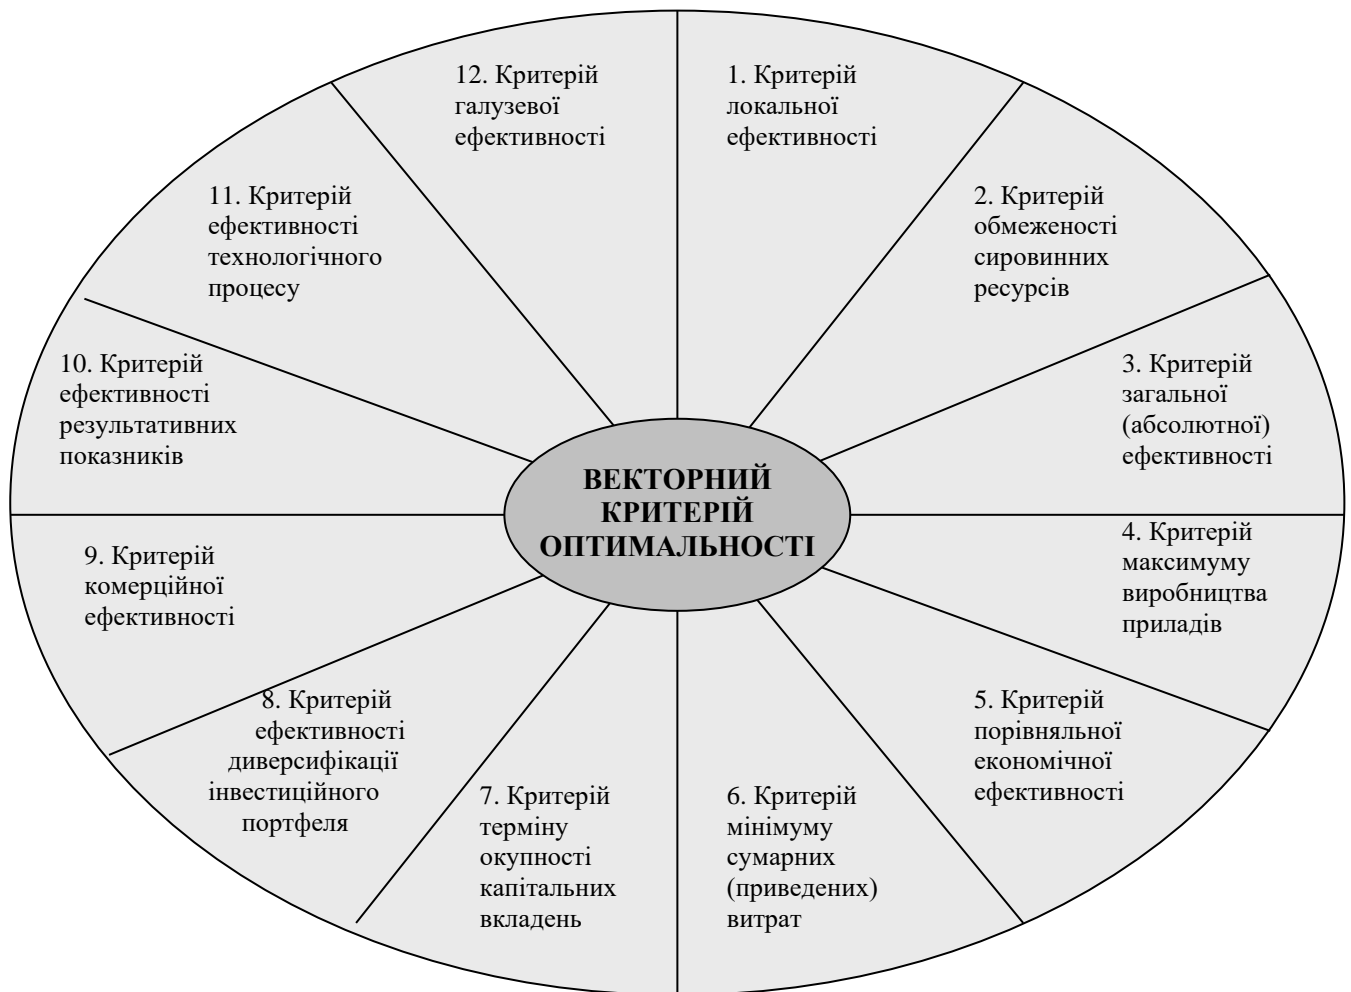 12. Критерій
галузевої
ефективності
1. Критерій
локальної
ефективності
11. Критерій
ефективності
технологічного
процесу
2. Критерій
обмеженості
сировинних
ресурсів
10. Критерій
ефективності
результативних
показників
3. Критерій
загальної
(абсолютної)
ефективності
ВЕКТОРНИЙ
КРИТЕРІЙ
ОПТИМАЛЬНОСТІ
9. Критерій
комерційної
ефективності
4. Критерій
максимуму
виробництва
приладів
8. Критерій
ефективності
диверсифікації
інвестиційного
портфеля
7. Критерій
терміну
окупності
капітальних
вкладень
6. Критерій
мінімуму
сумарних
(приведених)
витрат
5. Критерій
порівняльної
економічної
ефективності